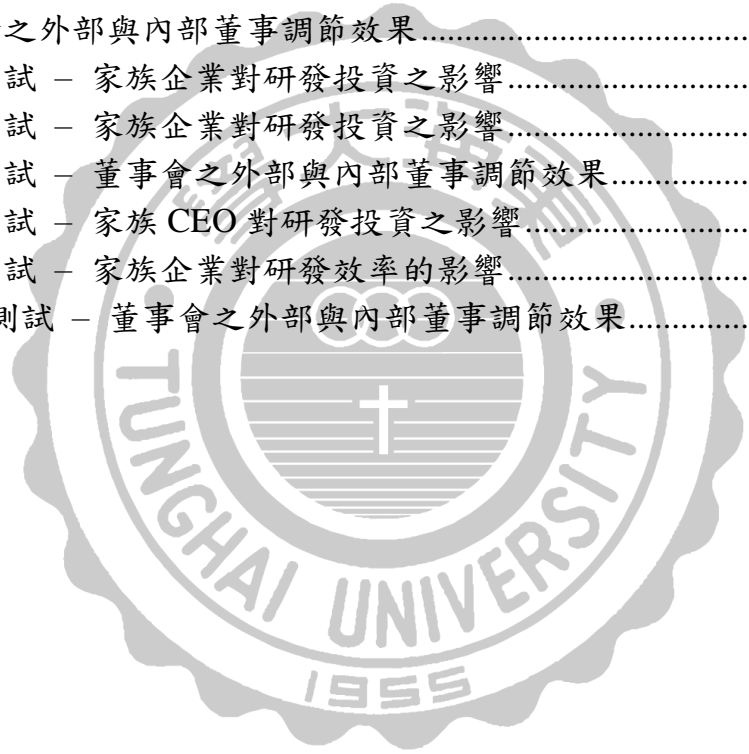 之外部與內部董事調節效果......................................
試 – 家族企業對研發投資之影響............................
試 – 家族企業對研發投資之影響............................
試 – 董事會之外部與內部董事調節效果................
試 – 家族 CEO 對研發投資之影響..........................
試 – 家族企業對研發效率的影響............................
測試 – 董事會之外部與內部董事調節效果..............
學大海東
TUNGHAI UNIVERSITY
1955